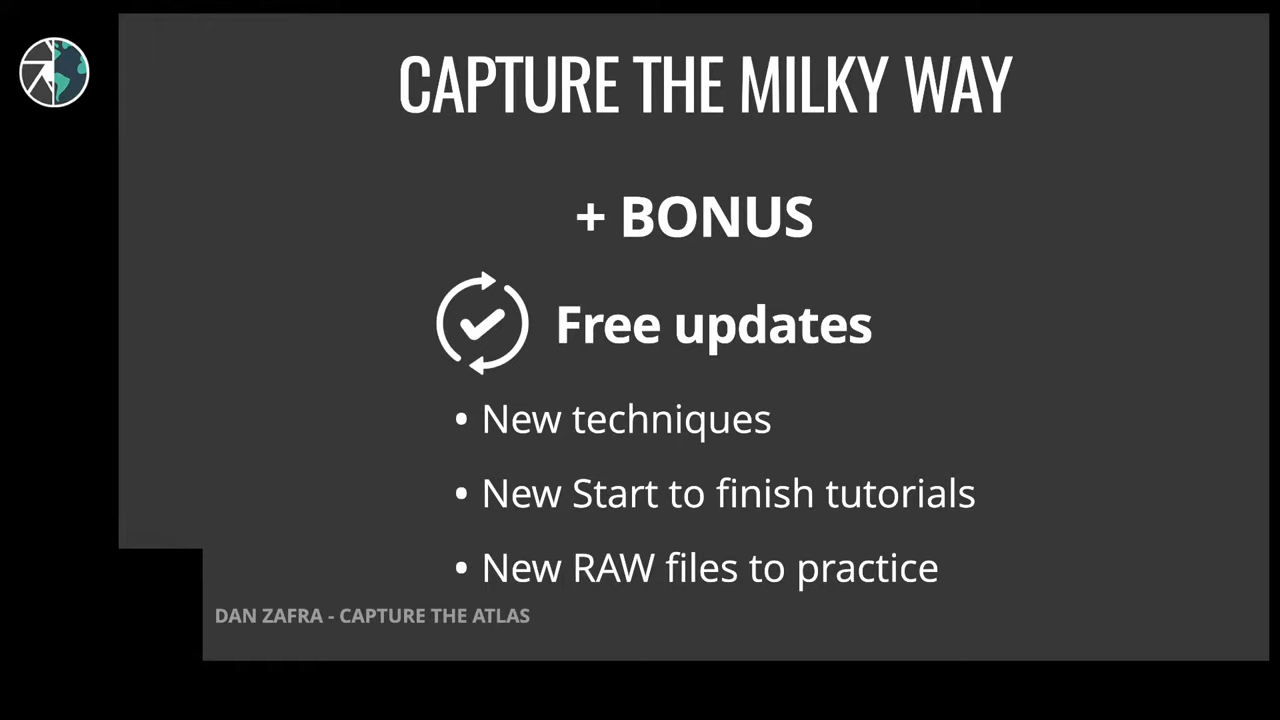 CAPTURE THE MILKY WAY
+ BONUS
Free updates
• New techniques
• New Start to finish tutorials
• New RAW files to practice
DAN ZAFRA - CAPTURE THE ATLAS